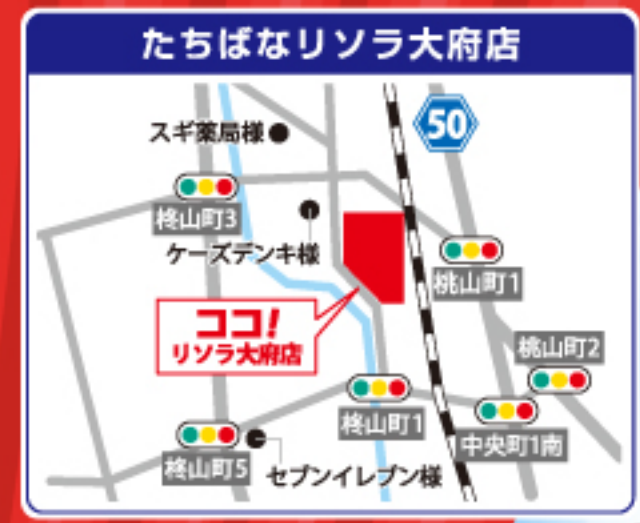 たちばなリソラ大府店
50
スギ薬局様
柊山町3
ケーズデンキ様
桃山町1
ココ!
リソラ大府店
桃山町2
柊山町1
中央町1南
柊山町5
セブンイレブン様